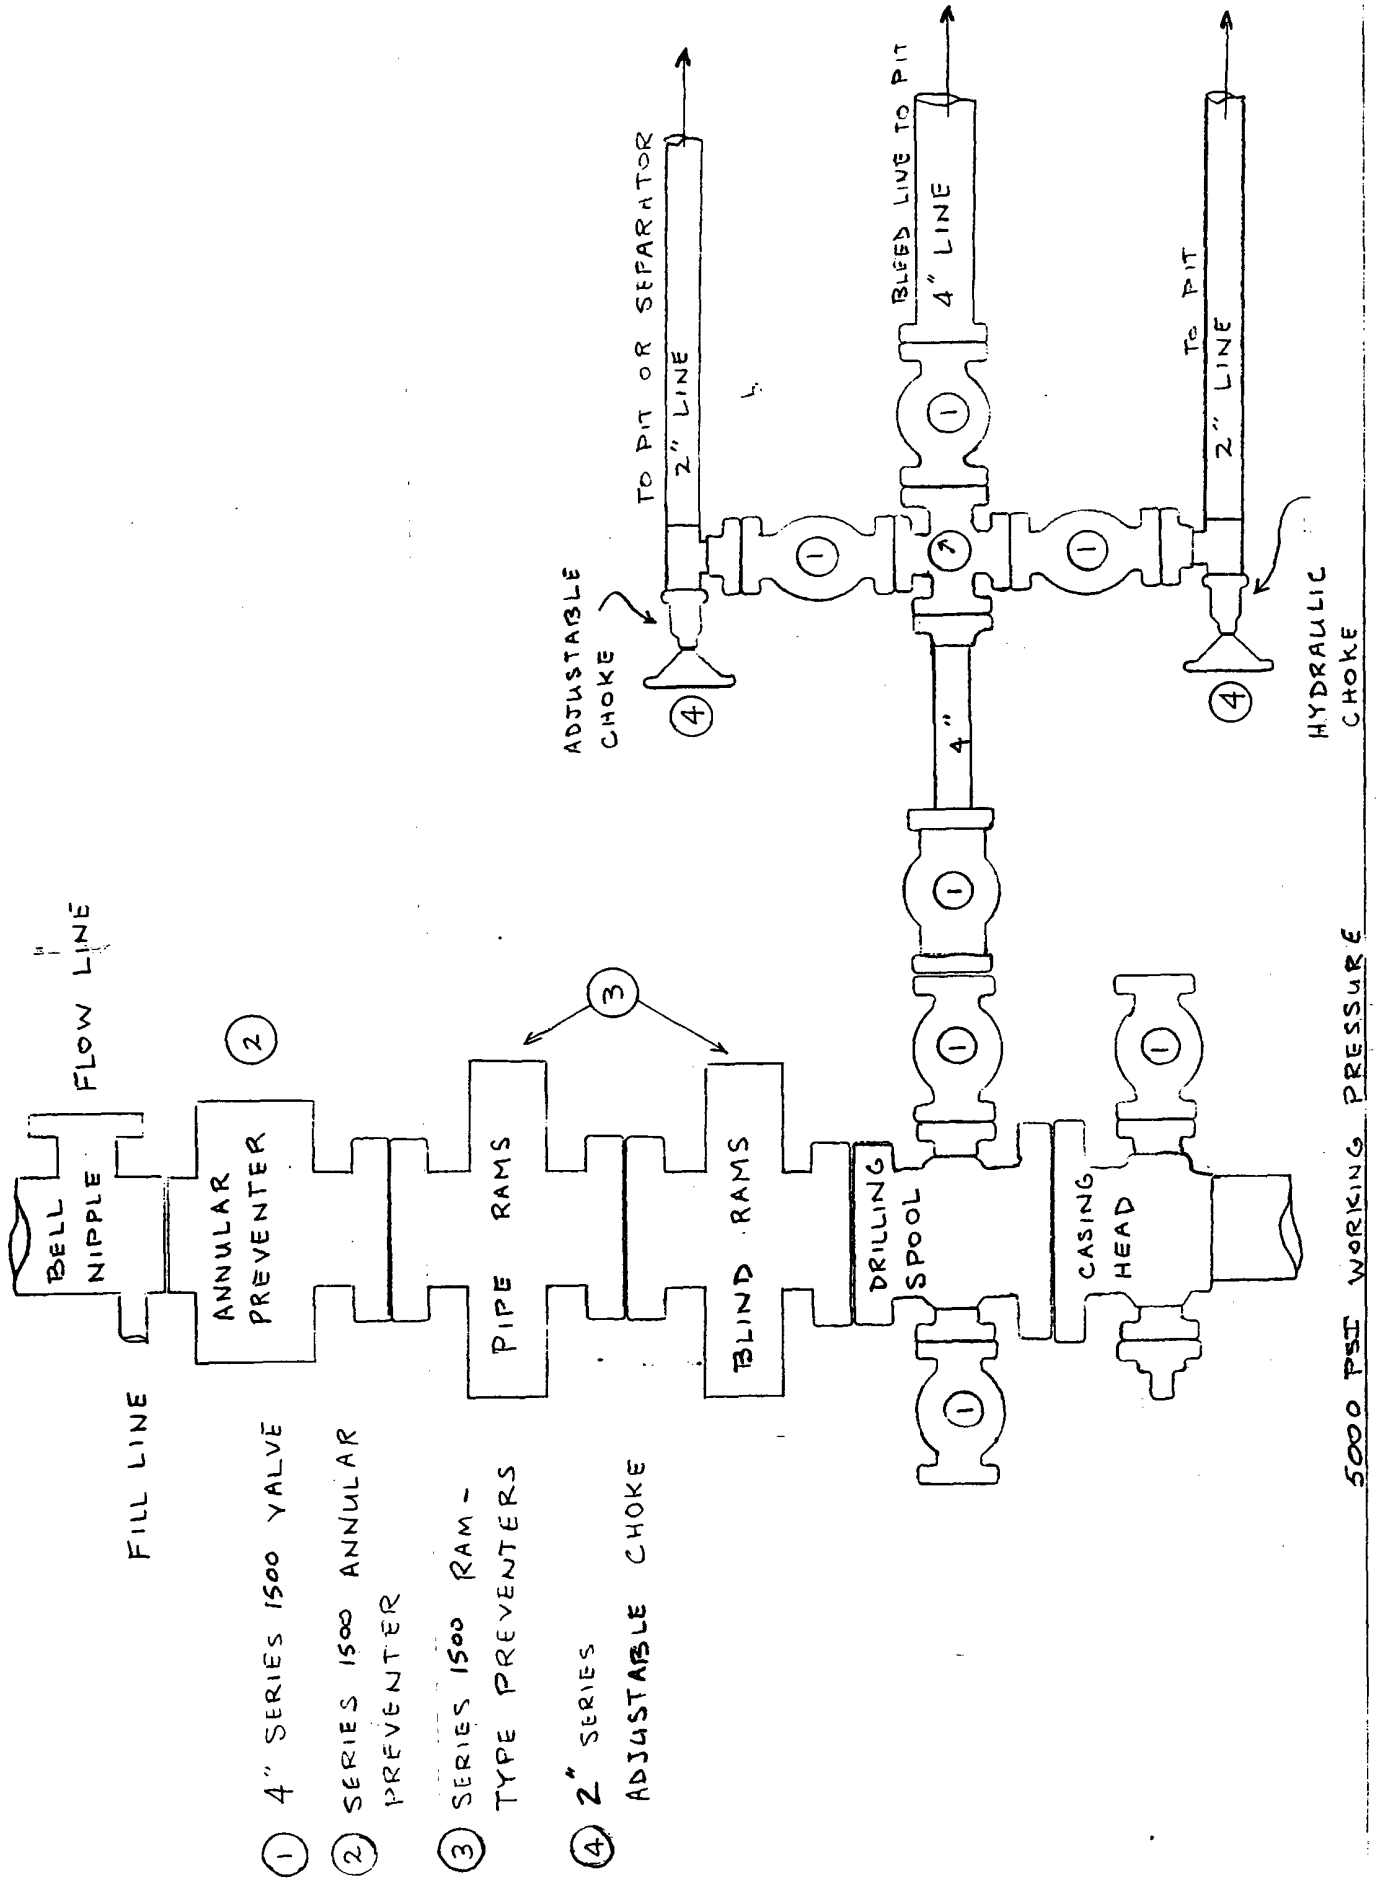 FILL LINE
BELL
NIPPLE
FLOW LINE
ANNULAR
PREVENTER
2
PIPE RAMS
3
BLIND RAMS
DRILLING
SPOOL
1
1
1
4"
CASING
HEAD
1
ADJUSTABLE
CHOKE
4
TO PIT OR SEPARATOR
2" LINE
1
BLEED LINE TO PIT
4" LINE
1
1
TO PIT
2" LINE
4
HYDRAULIC
CHOKE
1 4" SERIES 1500 VALVE
2 SERIES 1500 ANNULAR
PREVENTER
3 SERIES 1500 RAM-
TYPE PREVENTERS
4 2" SERIES
ADJUSTABLE CHOKE
5000 PSI WORKING PRESSURE